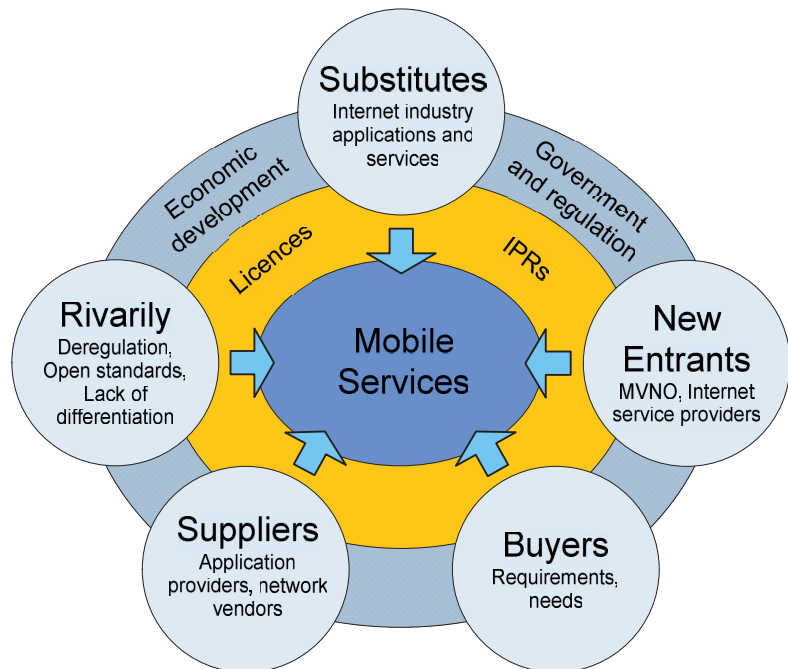 Substitutes
Internet industry
applications and
services
Economic
development
Government
and regulation
Licences
IPRs
Rivarily
Deregulation,
Open standards,
Lack of
differentiation
Mobile
Services
New
Entrants
MVNO, Internet
service providers
Suppliers
Application
providers, network
vendors
Buyers
Requirements,
needs